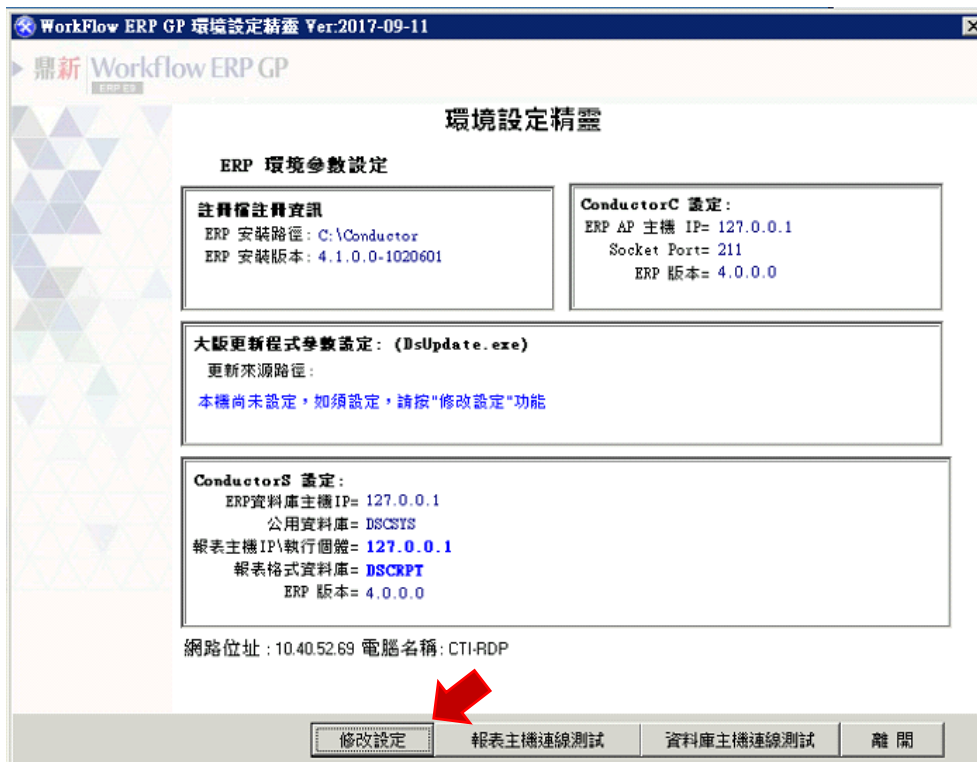 WorkFlow ERP GP 環境設定精靈 Ver:2017-09-11
鼎新 Workflow ERP GP
ERP E9
環境設定精靈
ERP 環境參數設定
註冊檔註冊資訊
ERP 安裝路徑: C:\Conductor
ERP 安裝版本: 4.1.0.0-1020601
ConductorC 設定:
ERP AP 主機 IP= 127.0.0.1
Socket Port= 211
ERP 版本= 4.0.0.0
大版更新程式參數設定: (DsUpdate.exe)
更新來源路徑:
本機尚未設定，如須設定，請按"修改設定"功能
ConductorS 設定:
ERP資料庫主機IP= 127.0.0.1
公用資料庫= DSCSYS
報表主機IP\執行個體= 127.0.0.1
報表格式資料庫= DSCRPT
ERP 版本= 4.0.0.0
網路位址 : 10.40.52.69 電腦名稱: CTI-RDP
修改設定 報表主機連線測試 資料庫主機連線測試 離 開